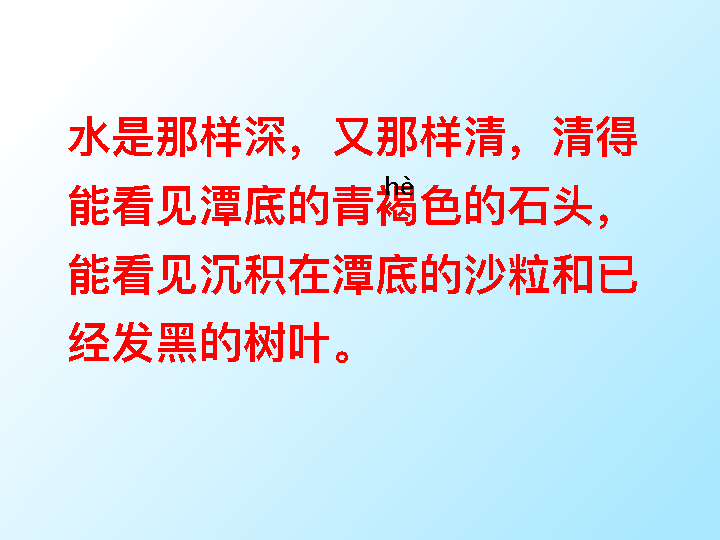 水是那样深，又那样清，清得
hè
能看见潭底的青褐色的石头，
能看见沉积在潭底的沙粒和已
经发黑的树叶。